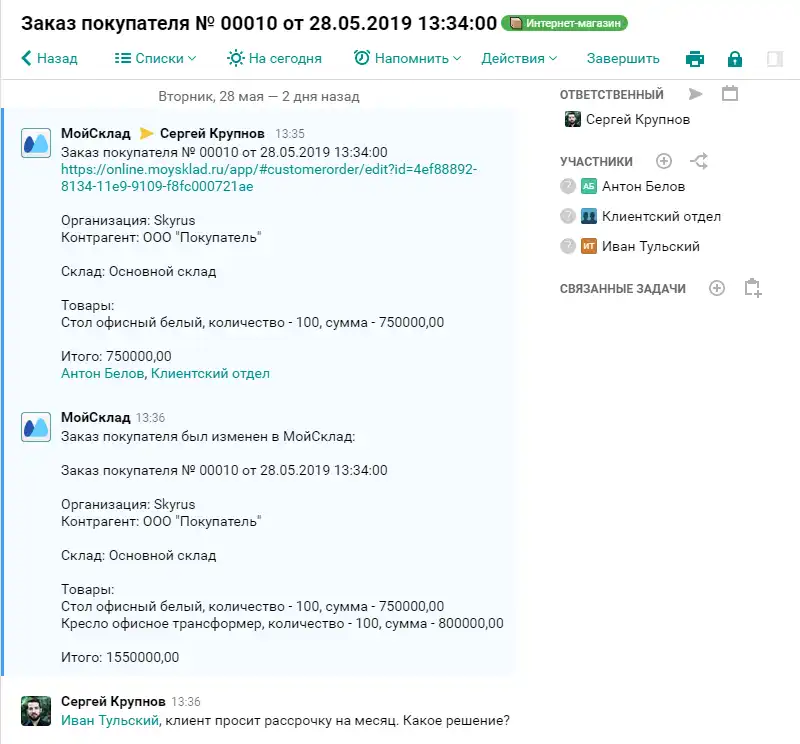 Заказ покупателя № 00010 от 28.05.2019 13:34:00 Интернет-магазин
Назад Списки На сегодня Напомнить Действия Завершить
Вторник, 28 мая — 2 дня назад
МойСклад Сергей Крупнов 13:35
Заказ покупателя № 00010 от 28.05.2019 13:34:00
https://online.moysklad.ru/app/#customerorder/edit?id=4ef88892-
8134-11e9-9109-f8fc000721ae
Организация: Skyrus
Контрагент: ООО "Покупатель"
Склад: Основной склад
Товары:
Стол офисный белый, количество - 100, сумма - 750000,00
Итого: 750000,00
Антон Белов, Клиентский отдел
МойСклад 13:36
Заказ покупателя был изменен в МойСклад:
Заказ покупателя № 00010 от 28.05.2019 13:34:00
Организация: Skyrus
Контрагент: ООО "Покупатель"
Склад: Основной склад
Товары:
Стол офисный белый, количество - 100, сумма - 750000,00
Кресло офисное трансформер, количество - 100, сумма - 800000,00
Итого: 1550000,00
Сергей Крупнов 13:36
Иван Тульский, клиент просит рассрочку на месяц. Какое решение?
ОТВЕТСТВЕННЫЙ
Сергей Крупнов
УЧАСТНИКИ
? АБ Антон Белов
? Клиентский отдел
? ИТ Иван Тульский
СВЯЗАННЫЕ ЗАДАЧИ